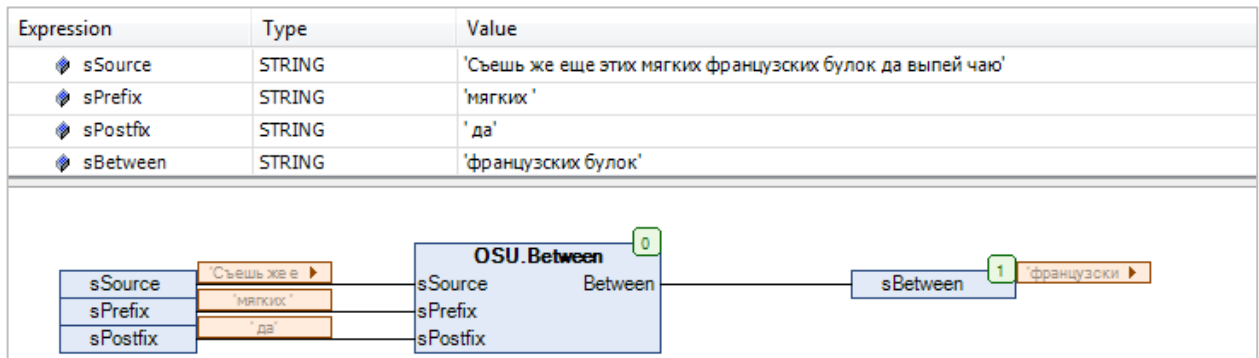 Expression Type Value
sSource STRING 'Съешь же еще этих мягких французских булок да выпей чаю'
sPrefix STRING 'мягких '
sPostfix STRING ' да'
sBetween STRING 'французских булок'
OSU.Between 0
sSource 'Съешь же е sSource Between sBetween 1 'французски
sPrefix 'мягких ' sPrefix
sPostfix ' да' sPostfix